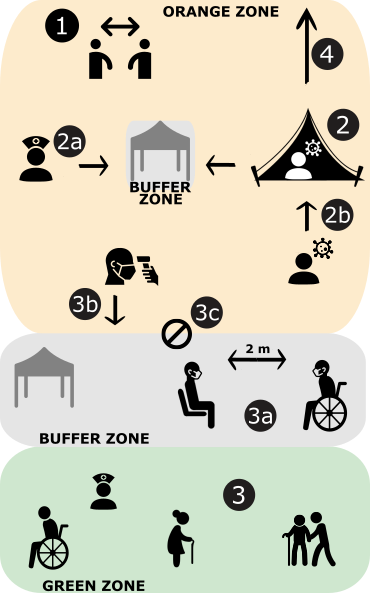 1
ORANGE ZONE
4
2a
2
BUFFER
ZONE
2b
3b
3c
2 m
3a
BUFFER ZONE
3
GREEN ZONE